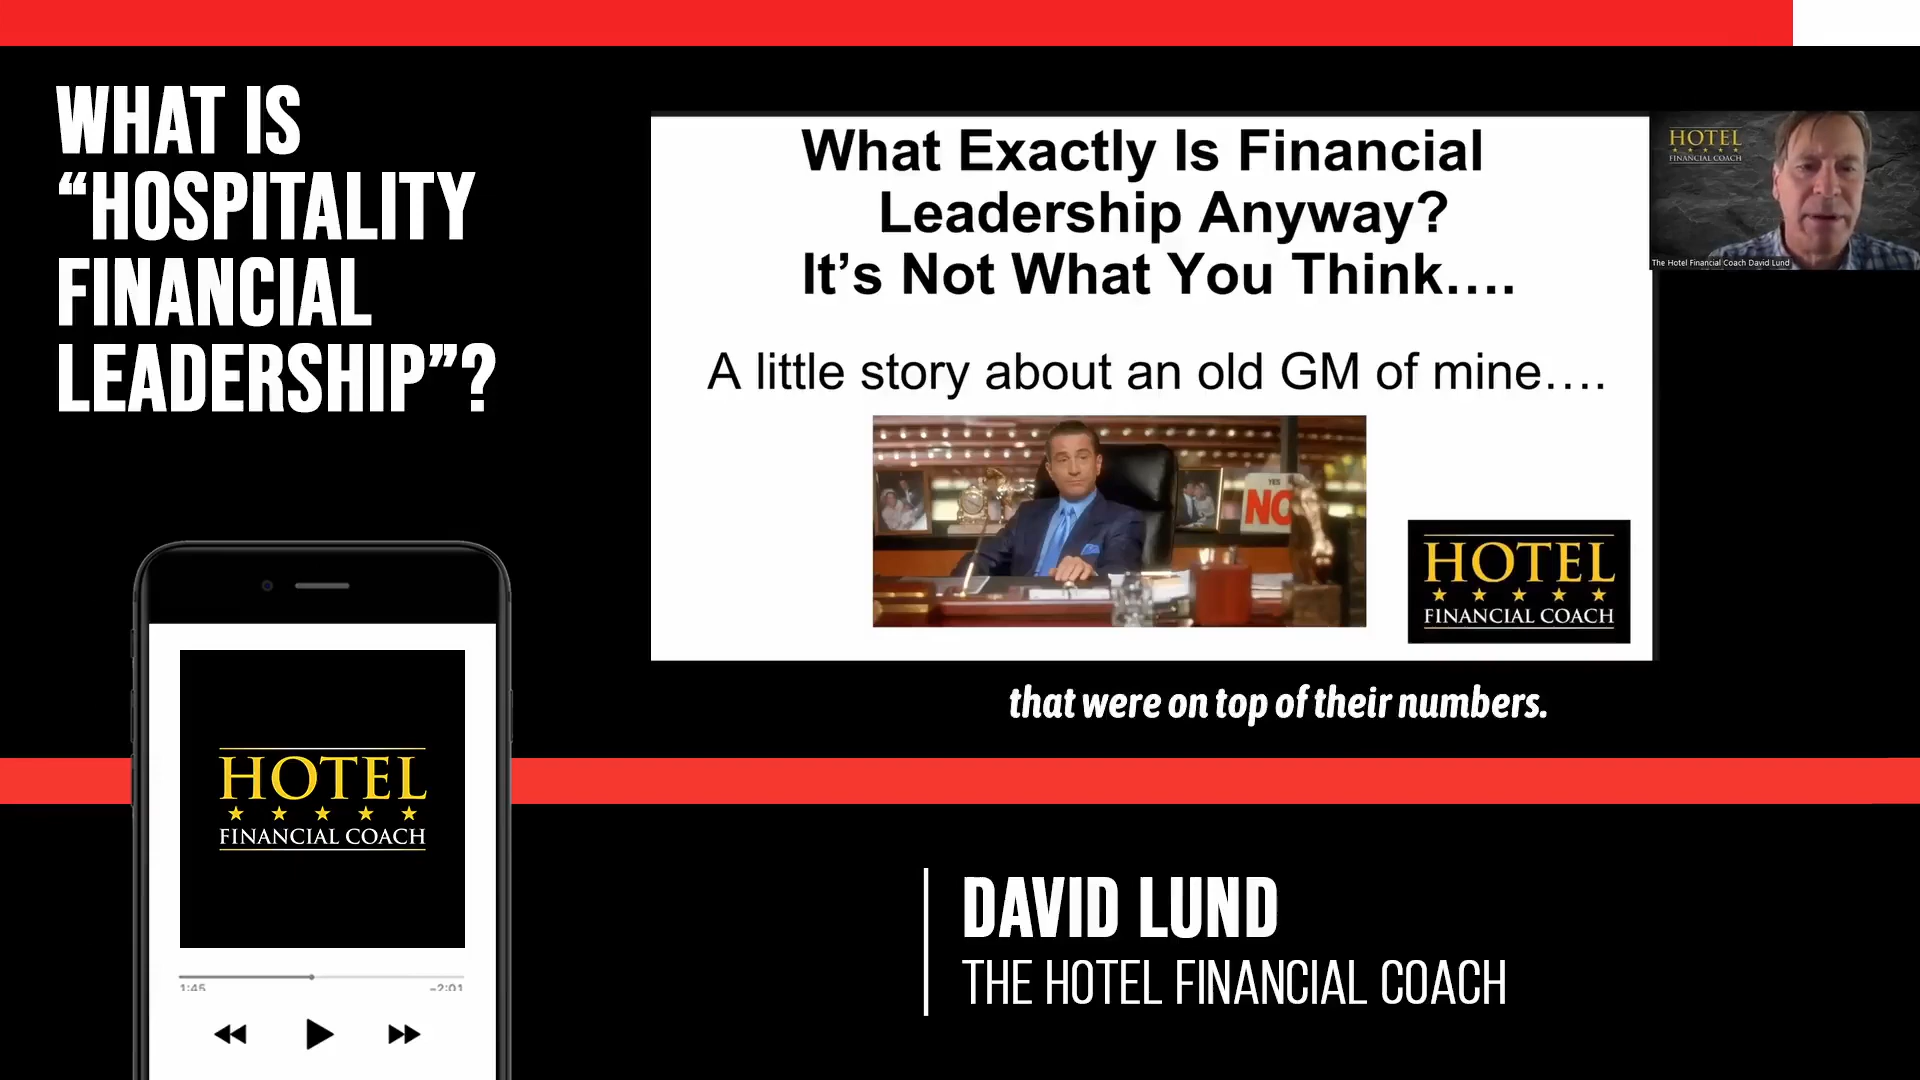 WHAT IS
“HOSPITALITY
FINANCIAL
LEADERSHIP”?
What Exactly Is Financial
Leadership Anyway?
It’s Not What You Think….
A little story about an old GM of mine….
YES
NO
HOTEL
FINANCIAL COACH
HOTEL
FINANCIAL COACH
The Hotel Financial Coach David Lund
that were on top of their numbers.
HOTEL
FINANCIAL COACH
1:45
-2:01
DAVID LUND
THE HOTEL FINANCIAL COACH